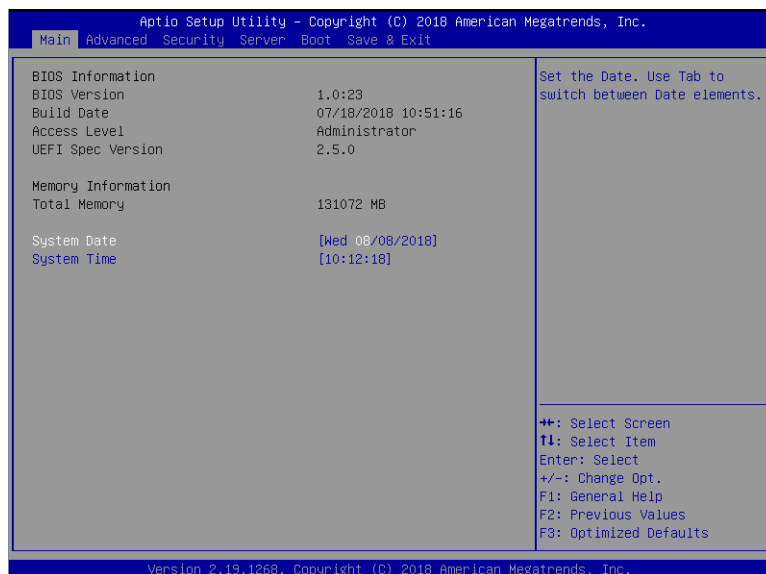 Aptio Setup Utility – Copyright (C) 2018 American Megatrends, Inc.
Main Advanced Security Server Boot Save & Exit
BIOS Information
BIOS Version 1.0:23
Build Date 07/18/2018 10:51:16
Access Level Administrator
UEFI Spec Version 2.5.0
Memory Information
Total Memory 131072 MB
System Date [Wed 08/08/2018]
System Time [10:12:18]
Set the Date. Use Tab to
switch between Date elements.
→←: Select Screen
↑↓: Select Item
Enter: Select
+/-: Change Opt.
F1: General Help
F2: Previous Values
F3: Optimized Defaults
Version 2.19.1268. Copyright (C) 2018 American Megatrends, Inc.